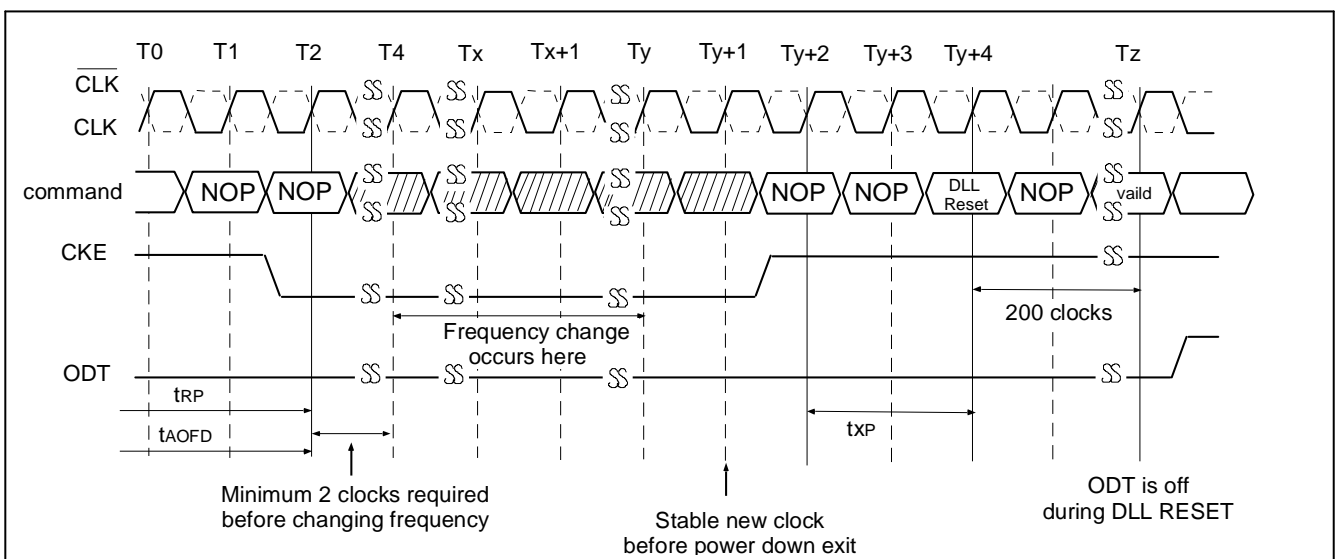 T0 T1 T2 T4 Tx Tx+1 Ty Ty+1 Ty+2 Ty+3 Ty+4 Tz
CLK
CLK
command NOP NOP NOP NOP DLL Reset NOP vaild
CKE
200 clocks
Frequency change
occurs here
ODT
tRP
tAOFD
tXP
Minimum 2 clocks required
before changing frequency
Stable new clock
before power down exit
ODT is off
during DLL RESET